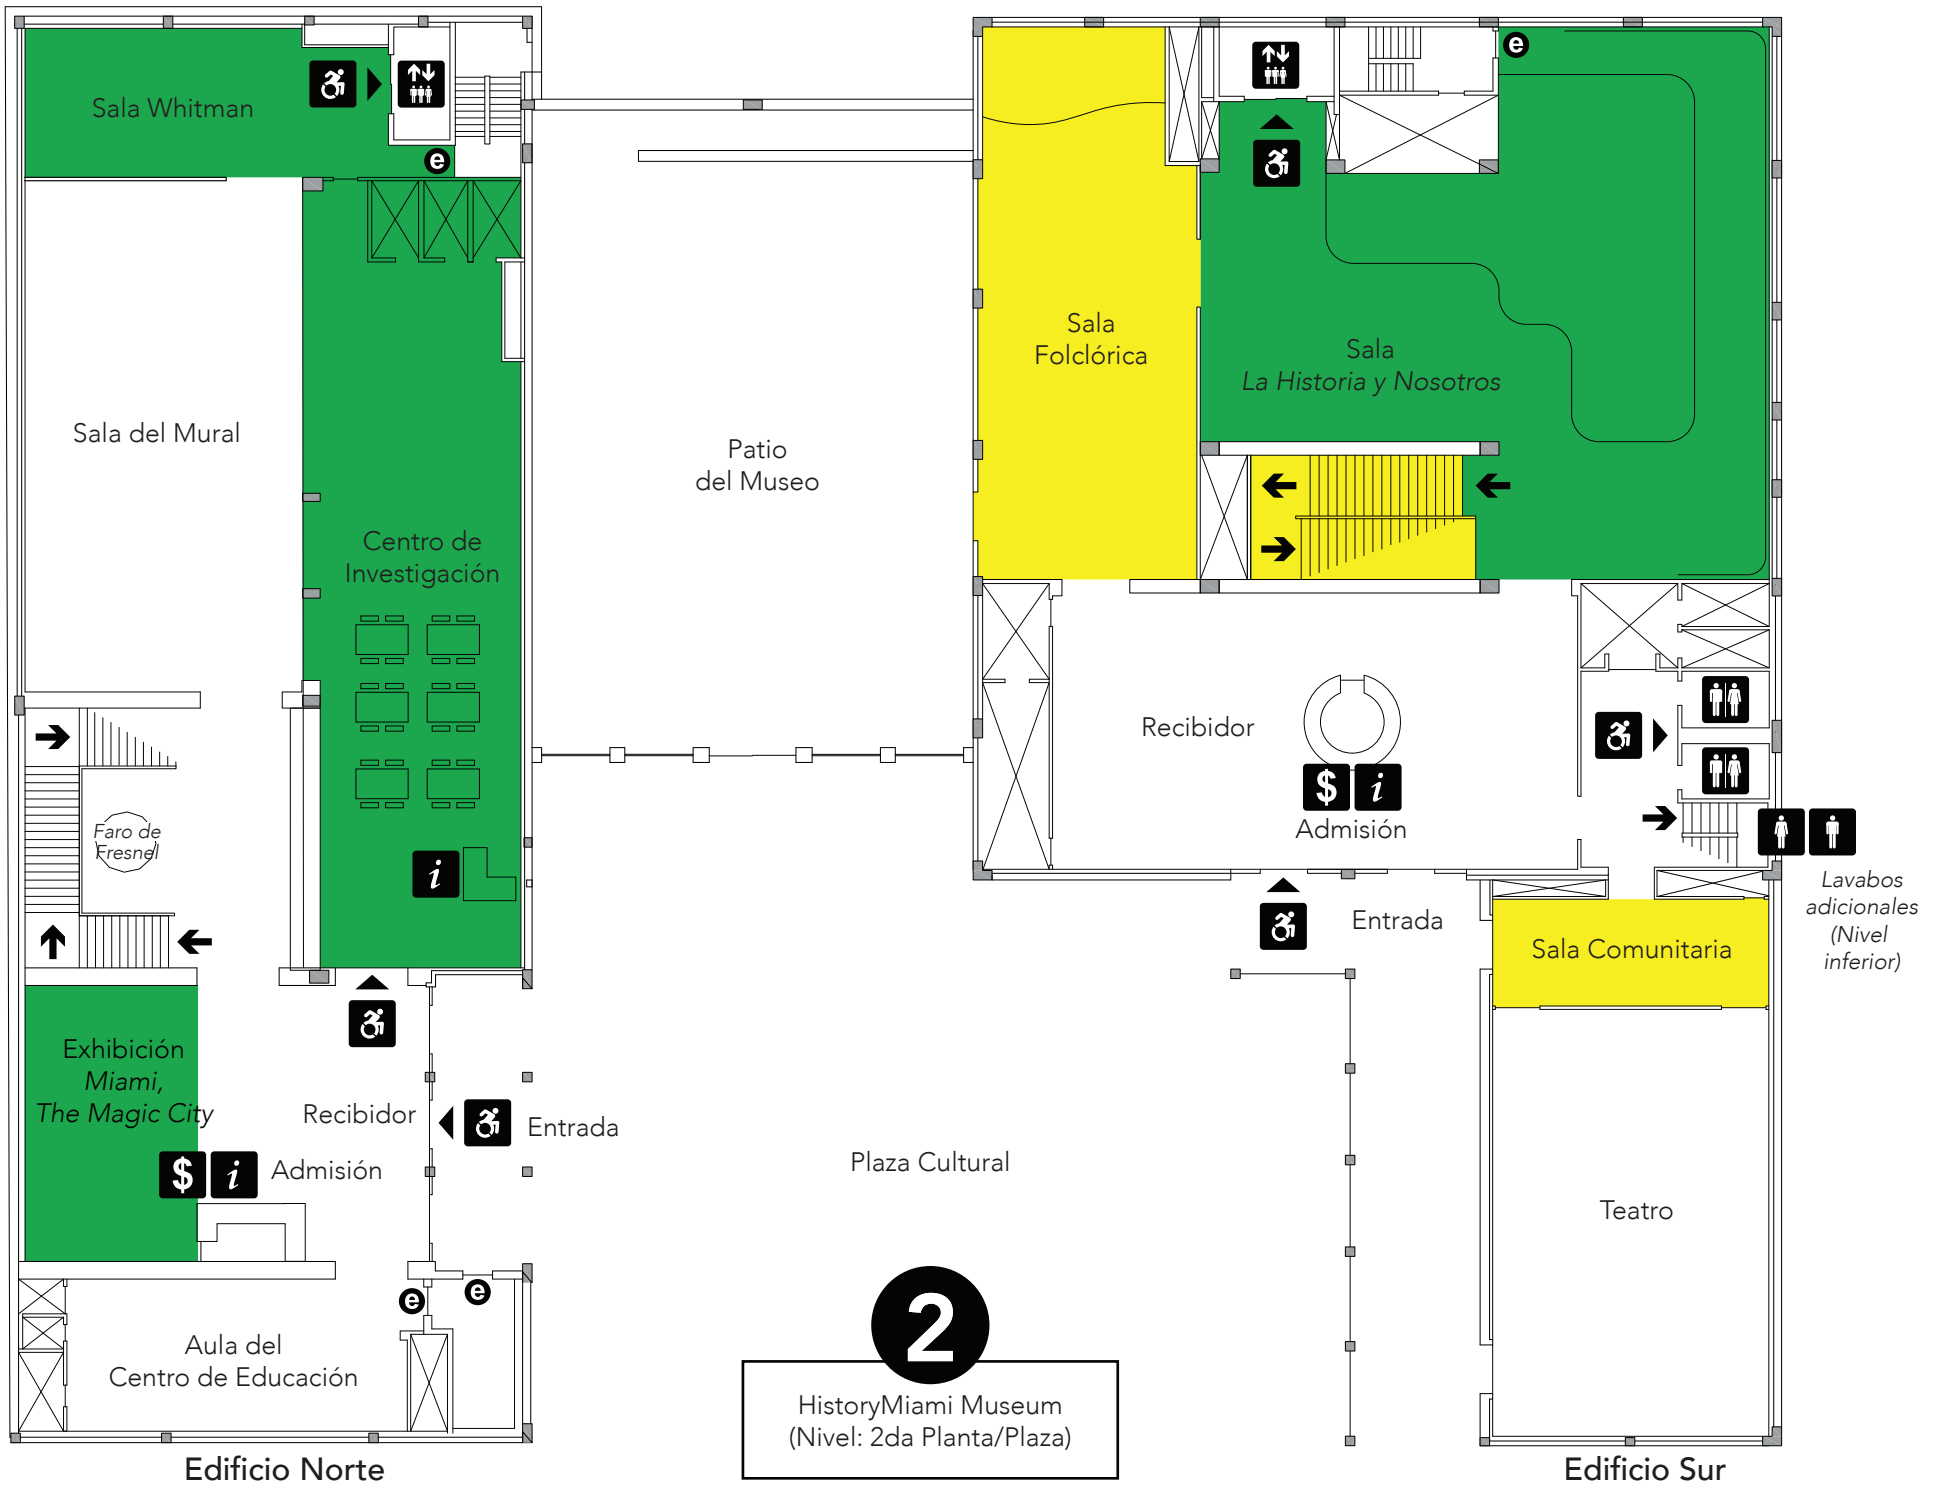 Sala Whitman
e
e
Sala del Mural
Sala
Folclórica
Sala
La Historia y Nosotros
Patio
del Museo
Centro de
Investigación
Recibidor
$ i
Admisión
Faro de
Fresnel
i
Lavabos
adicionales
(Nivel
inferior)
Entrada
Sala Comunitaria
Exhibición
Miami,
The Magic City
Recibidor
Entrada
$ i Admisión
Plaza Cultural
Teatro
e
e
Aula del
Centro de Educación
2
HistoryMiami Museum
(Nivel: 2da Planta/Plaza)
Edificio Norte
Edificio Sur